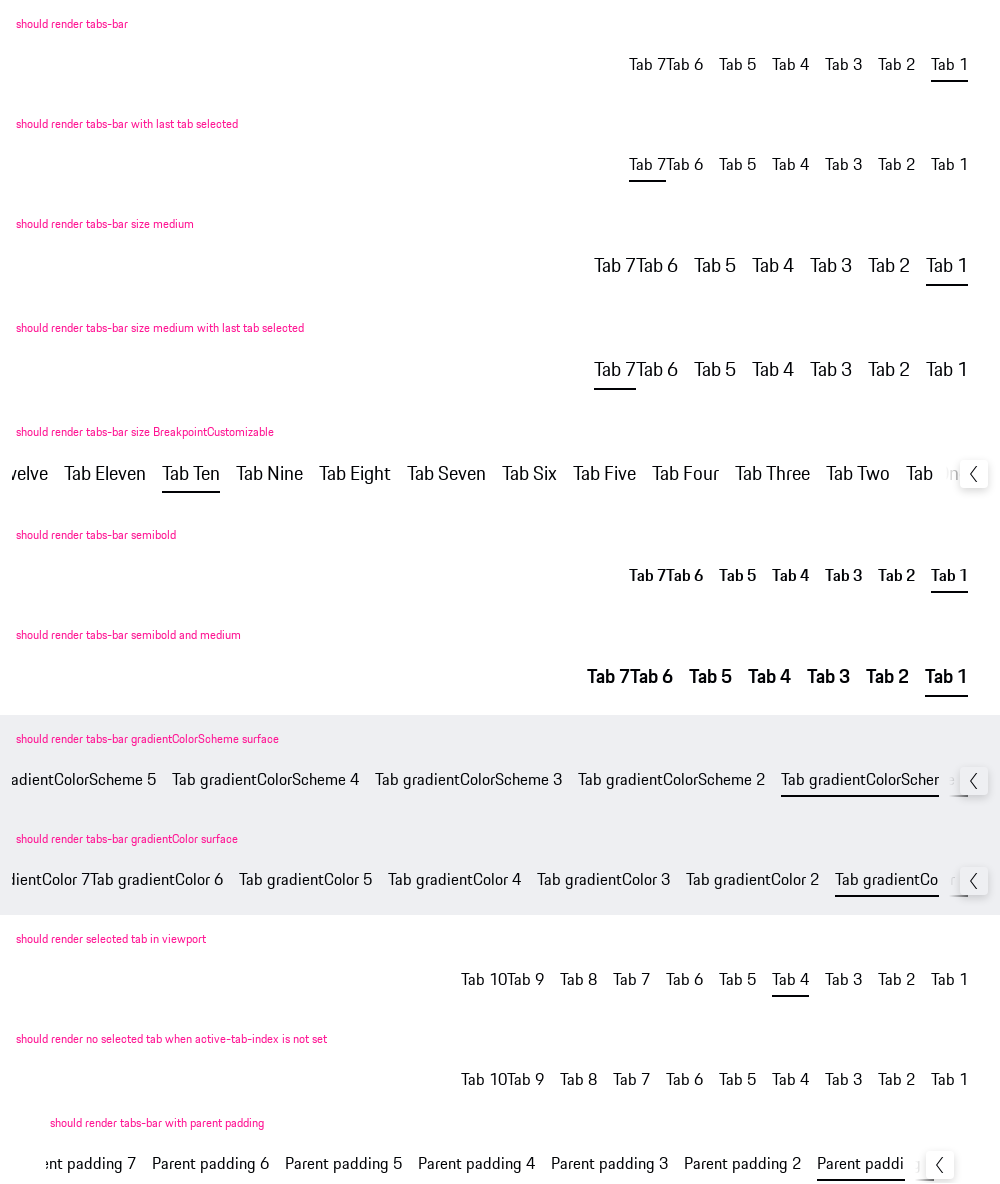 should render tabs-bar
Tab 7Tab 6 Tab 5 Tab 4 Tab 3 Tab 2 Tab 1
should render tabs-bar with last tab selected
Tab 7Tab 6 Tab 5 Tab 4 Tab 3 Tab 2 Tab 1
should render tabs-bar size medium
Tab 7Tab 6 Tab 5 Tab 4 Tab 3 Tab 2 Tab 1
should render tabs-bar size medium with last tab selected
Tab 7Tab 6 Tab 5 Tab 4 Tab 3 Tab 2 Tab 1
should render tabs-bar size BreakpointCustomizable
velve Tab Eleven Tab Ten Tab Nine Tab Eight Tab Seven Tab Six Tab Five Tab Four Tab Three Tab Two Tab
should render tabs-bar semibold
Tab 7Tab 6 Tab 5 Tab 4 Tab 3 Tab 2 Tab 1
should render tabs-bar semibold and medium
Tab 7Tab 6 Tab 5 Tab 4 Tab 3 Tab 2 Tab 1
should render tabs-bar gradientColorScheme surface
adientColorScheme 5 Tab gradientColorScheme 4 Tab gradientColorScheme 3 Tab gradientColorScheme 2 Tab gradientColorScher
should render tabs-bar gradientColor surface
dientColor 7Tab gradientColor 6 Tab gradientColor 5 Tab gradientColor 4 Tab gradientColor 3 Tab gradientColor 2 Tab gradientCo
should render selected tab in viewport
Tab 10Tab 9 Tab 8 Tab 7 Tab 6 Tab 5 Tab 4 Tab 3 Tab 2 Tab 1
should render no selected tab when active-tab-index is not set
Tab 10Tab 9 Tab 8 Tab 7 Tab 6 Tab 5 Tab 4 Tab 3 Tab 2 Tab 1
should render tabs-bar with parent padding
ent padding 7 Parent padding 6 Parent padding 5 Parent padding 4 Parent padding 3 Parent padding 2 Parent paddi